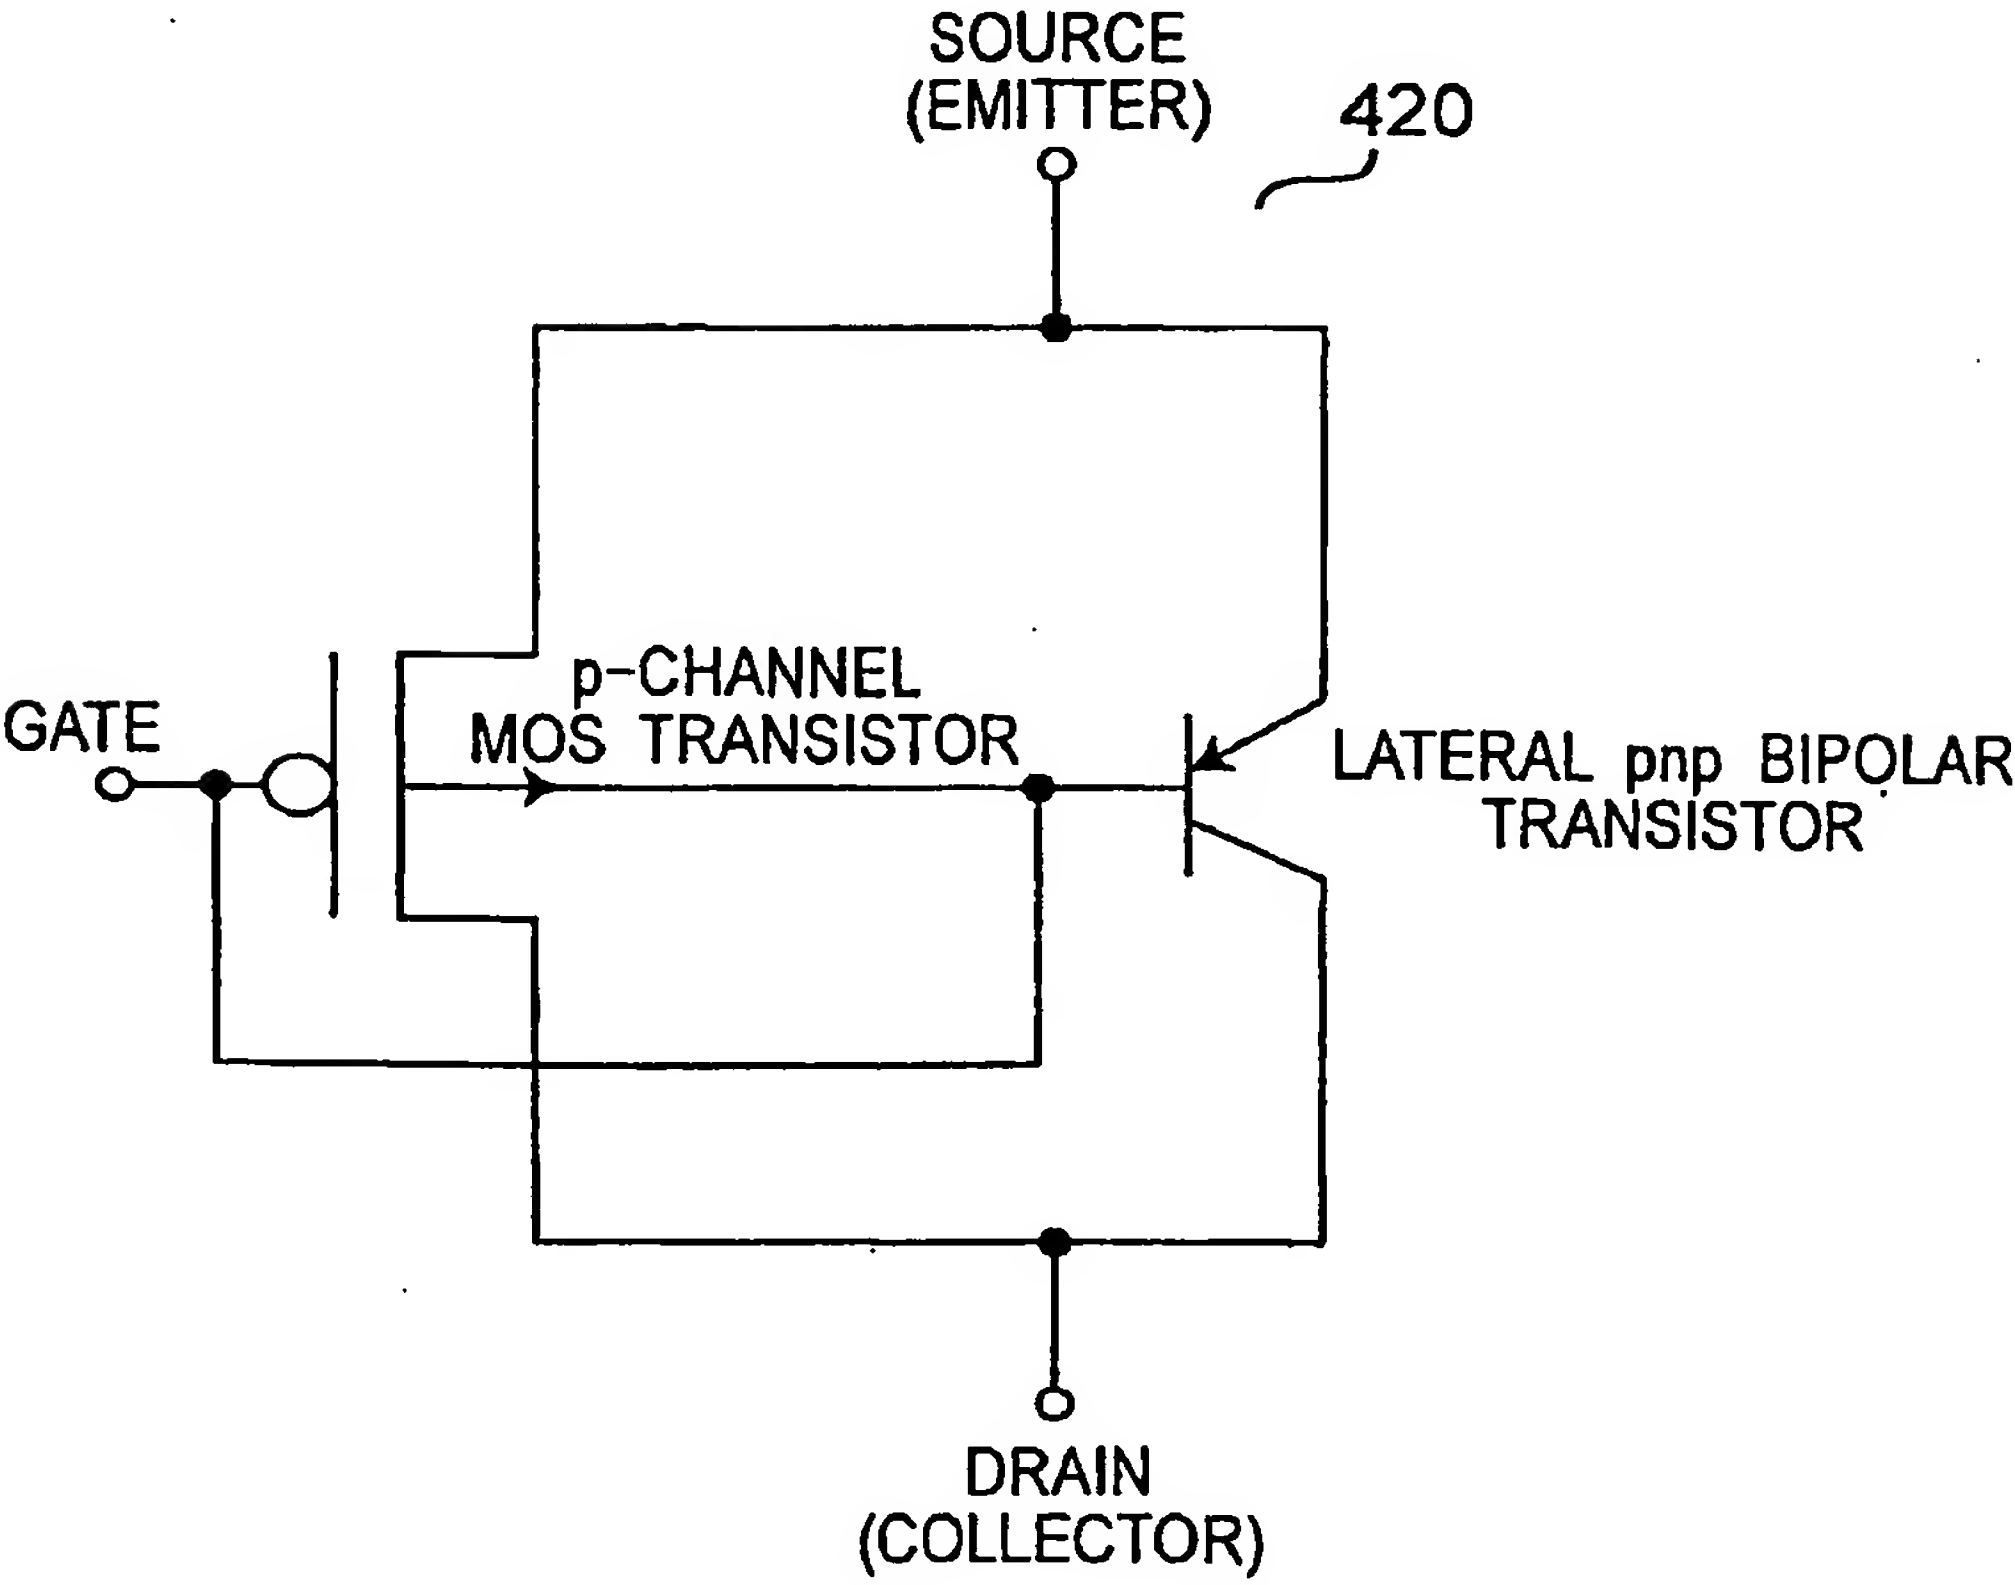 SOURCE
(EMITTER)
420
p-CHANNEL
MOS TRANSISTOR
GATE
LATERAL pnp BIPOLAR
TRANSISTOR
DRAIN
(COLLECTOR)